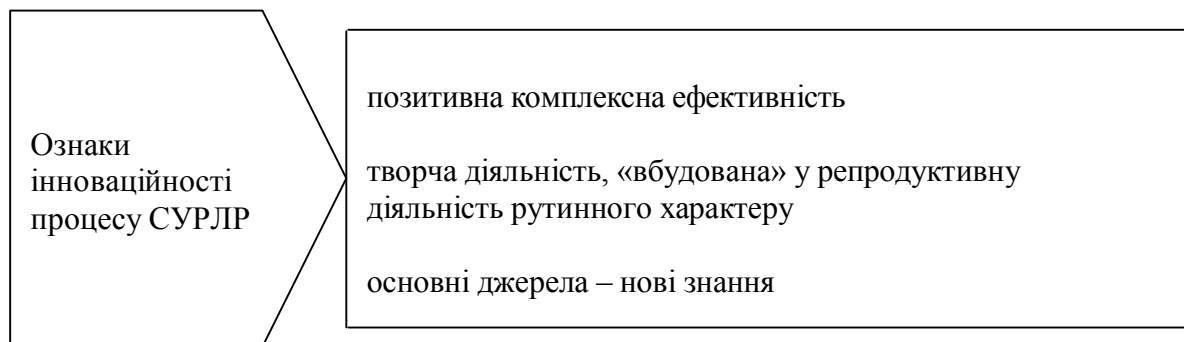 Ознаки
інноваційності
процесу СУРЛР
позитивна комплексна ефективність
творча діяльність, «вбудована» у репродуктивну
діяльність рутинного характеру
основні джерела – нові знання